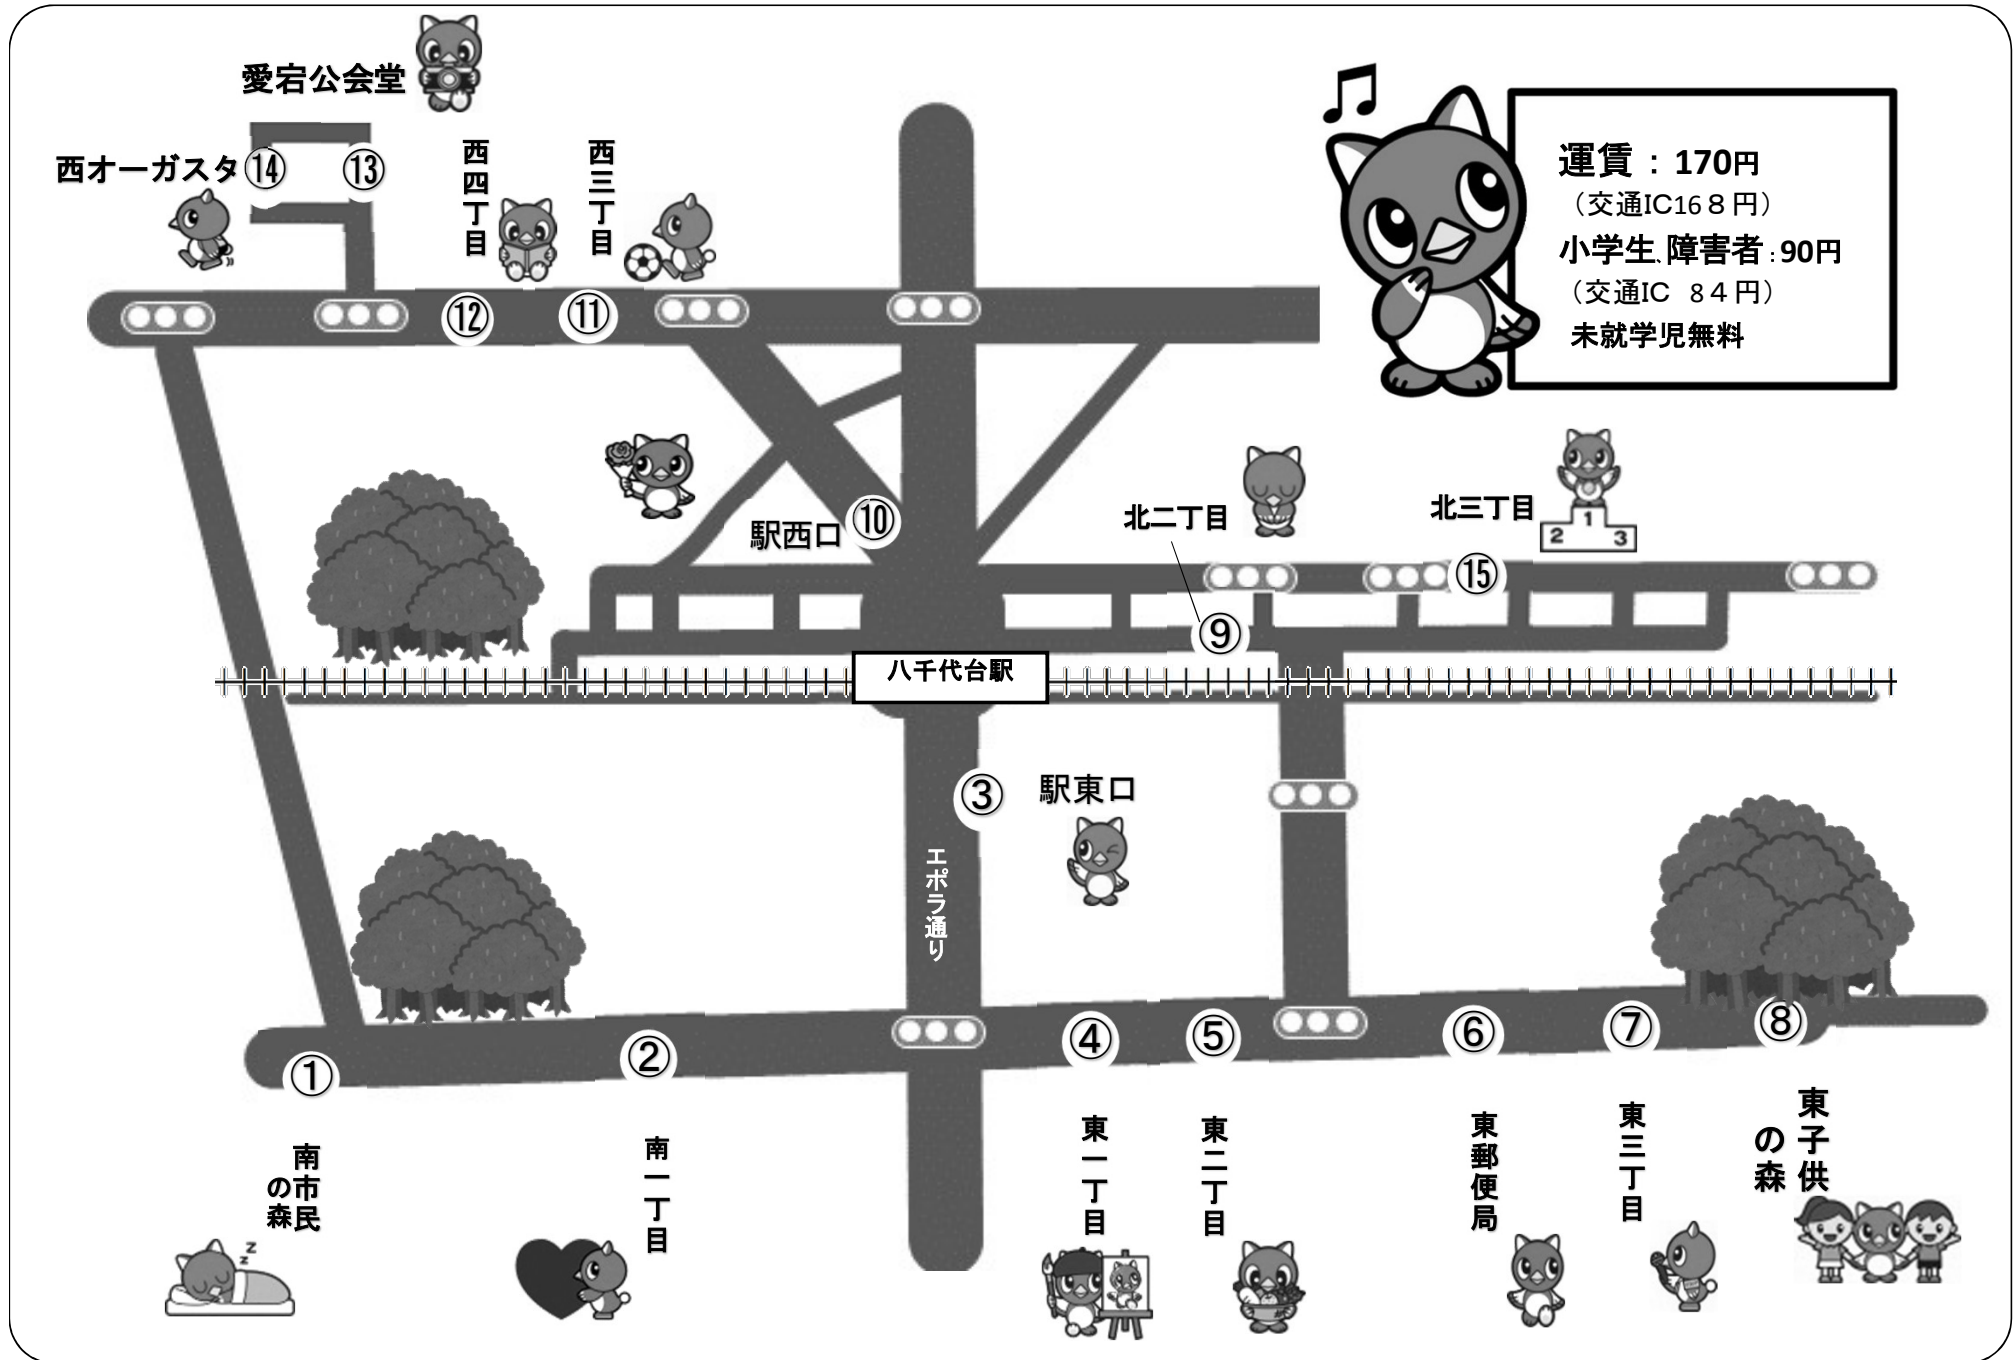 愛宕公会堂
西オーガスタ
⑭
⑬
西四丁目
西三丁目
⑫
⑪
運賃 : 170円
（交通IC16８円）
小学生、障害者：90円
（交通IC 8４円）
未就学児無料
駅西口
⑩
北二丁目
北三丁目
1
2
3
⑮
⑨
八千代台駅
③
駅東口
エポラ通り
①
②
④
⑤
⑥
⑦
⑧
南市民
の森
南一丁目
東一丁目
東二丁目
東郵便局
東三丁目
東子供
の森
z z